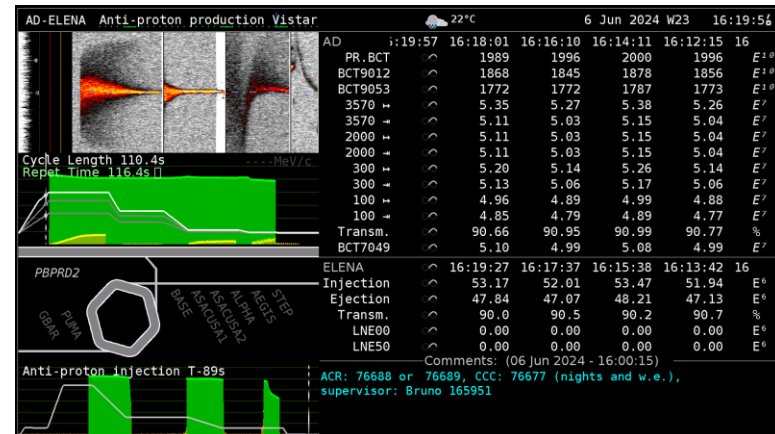 AD-ELENA Anti-proton production Vistar 22°C 6 Jun 2024 W23 16:19:56
AD :19:57 16:18:01 16:16:10 16:14:11 16:12:15 16
PR.BCT 1989 1996 2000 1996 E¹⁰
BCT9012 1868 1845 1878 1856 E¹⁰
BCT9053 1772 1772 1787 1773 E¹⁰
3570 ↦ 5.35 5.27 5.38 5.26 E⁷
3570 ⇥ 5.11 5.03 5.15 5.04 E⁷
2000 ↦ 5.11 5.03 5.15 5.04 E⁷
2000 ⇥ 5.11 5.03 5.15 5.04 E⁷
300 ↦ 5.20 5.14 5.26 5.14 E⁷
300 ⇥ 5.13 5.06 5.17 5.06 E⁷
100 ↦ 4.96 4.89 4.99 4.88 E⁷
100 ⇥ 4.85 4.79 4.89 4.77 E⁷
Transm. 90.66 90.95 90.99 90.77 %
BCT7049 5.10 4.99 5.08 4.99 E⁷
Cycle Length 110.4s ----MeV/c
Repet. Time 116.4s
PBPRD2
GBAR
PUMA
BASE
ASACUSA1
ASACUSA2
ALPHA
AEGIS
STEP
ELENA 16:19:27 16:17:37 16:15:38 16:13:42 16
Injection 53.17 52.01 53.47 51.94 E⁶
Ejection 47.84 47.07 48.21 47.13 E⁶
Transm. 90.0 90.5 90.2 90.7 %
LNE00 0.00 0.00 0.00 0.00 E⁶
LNE50 0.00 0.00 0.00 0.00 E⁶
Comments: (06 Jun 2024 - 16:00:15)
Anti-proton injection T-89s
ACR: 76688 or 76689, CCC: 76677 (nights and w.e.),
supervisor: Bruno 165951